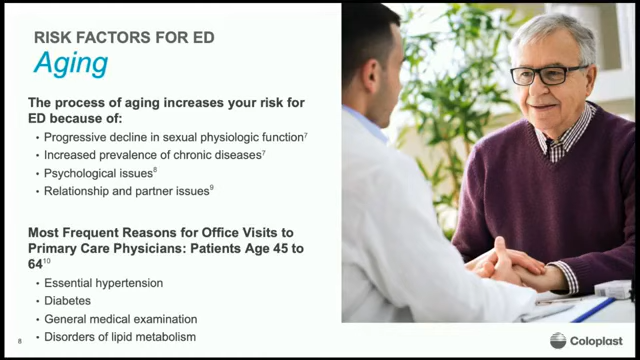 RISK FACTORS FOR ED
Aging
The process of aging increases your risk for
ED because of:
• Progressive decline in sexual physiologic function⁷
• Increased prevalence of chronic diseases⁷
• Psychological issues⁸
• Relationship and partner issues⁹
Most Frequent Reasons for Office Visits to
Primary Care Physicians: Patients Age 45 to
64¹⁰
• Essential hypertension
• Diabetes
• General medical examination
• Disorders of lipid metabolism
8
Coloplast